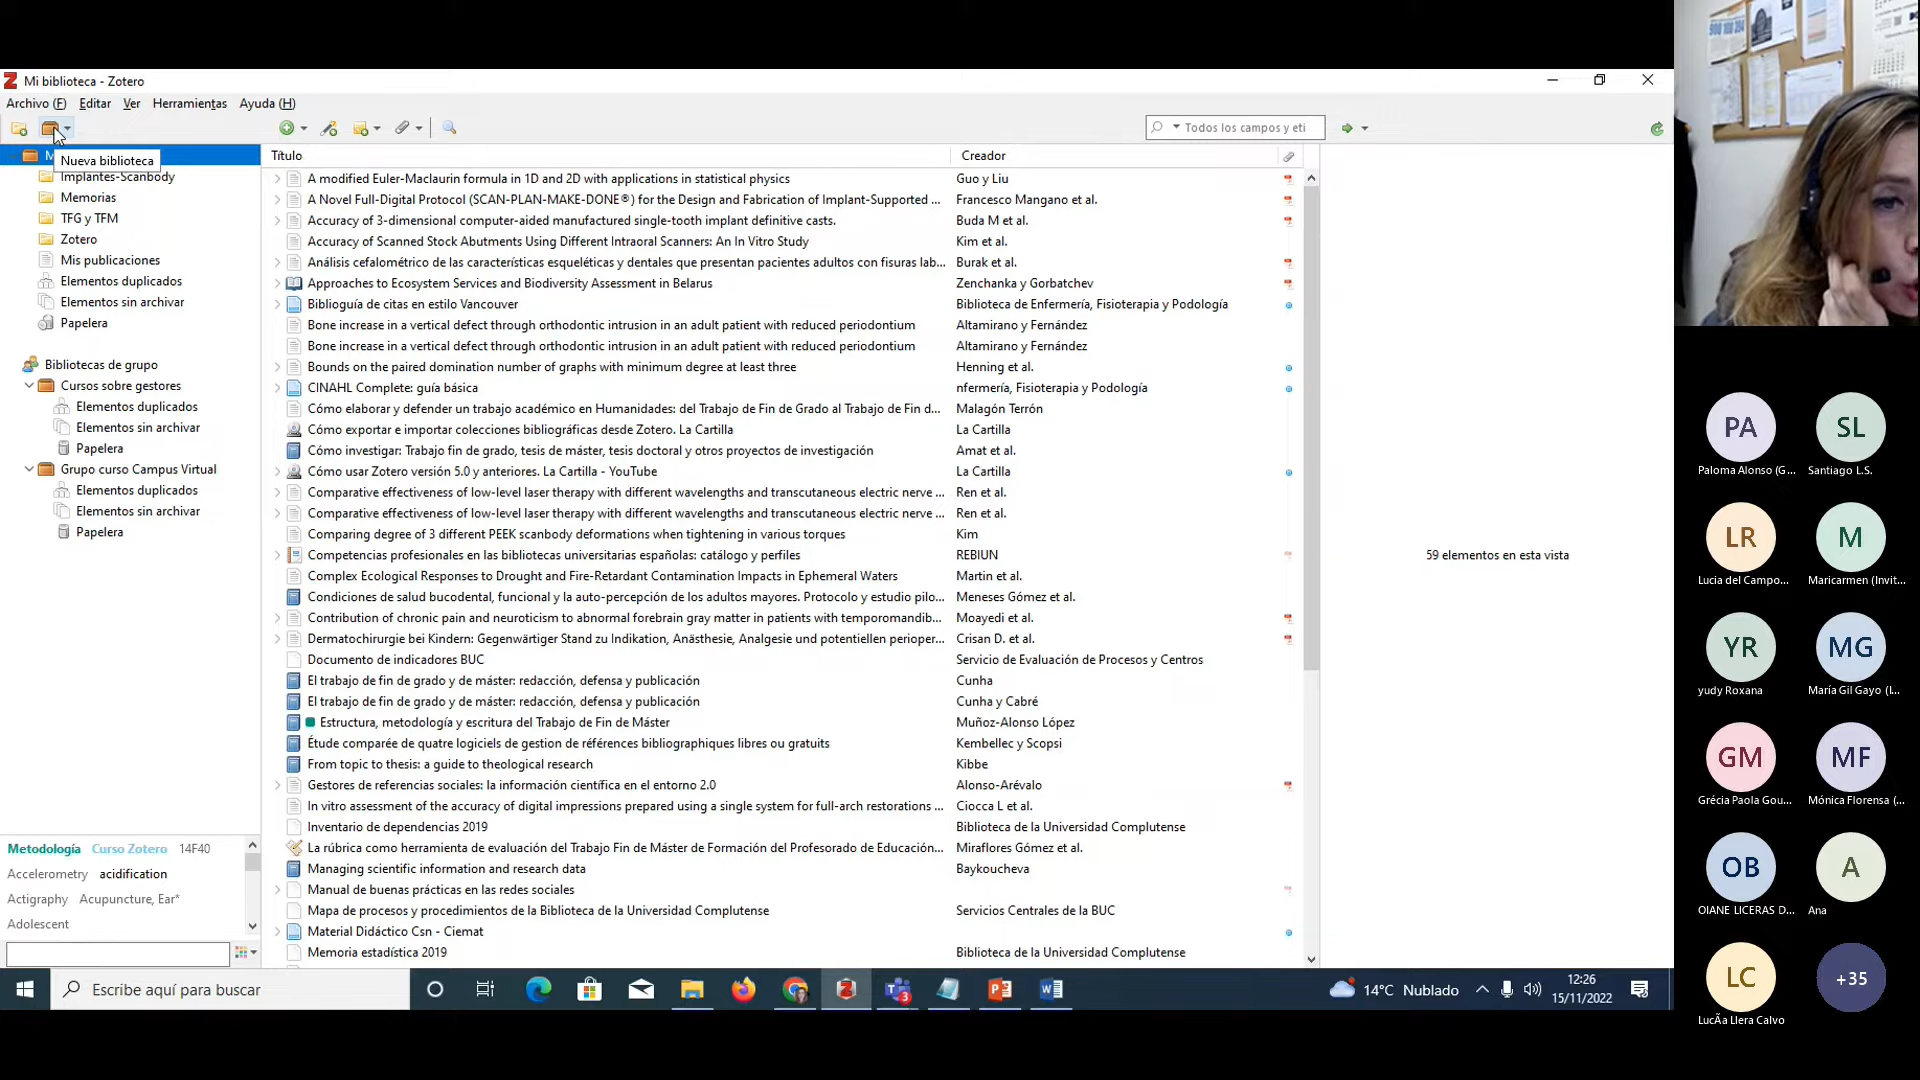 Mi biblioteca - Zotero
Archivo (F) Editar Ver Herramientas Ayuda (H)
Todos los campos y eti
Nueva biblioteca
Implantes-Scanbody
Memorias
TFG y TFM
Zotero
Mis publicaciones
Elementos duplicados
Elementos sin archivar
Papelera
Bibliotecas de grupo
Cursos sobre gestores
Elementos duplicados
Elementos sin archivar
Papelera
Grupo curso Campus Virtual
Elementos duplicados
Elementos sin archivar
Papelera
Metodología Curso Zotero 14F40
Accelerometry acidification
Actigraphy Acupuncture, Ear*
Adolescent
Título Creador
A modified Euler-Maclaurin formula in 1D and 2D with applications in statistical physics Guo y Liu
A Novel Full-Digital Protocol (SCAN-PLAN-MAKE-DONE®) for the Design and Fabrication of Implant-Supported ... Francesco Mangano et al.
Accuracy of 3-dimensional computer-aided manufactured single-tooth implant definitive casts. Buda M et al.
Accuracy of Scanned Stock Abutments Using Different Intraoral Scanners: An In Vitro Study Kim et al.
Análisis cefalométrico de las características esqueléticas y dentales que presentan pacientes adultos con fisuras lab... Burak et al.
Approaches to Ecosystem Services and Biodiversity Assessment in Belarus Zenchanka y Gorbatchev
Biblioguía de citas en estilo Vancouver Biblioteca de Enfermería, Fisioterapia y Podología
Bone increase in a vertical defect through orthodontic intrusion in an adult patient with reduced periodontium Altamirano y Fernández
Bone increase in a vertical defect through orthodontic intrusion in an adult patient with reduced periodontium Altamirano y Fernández
Bounds on the paired domination number of graphs with minimum degree at least three Henning et al.
CINAHL Complete: guía básica nfermería, Fisioterapia y Podología
Cómo elaborar y defender un trabajo académico en Humanidades: del Trabajo de Fin de Grado al Trabajo de Fin d... Malagón Terrón
Cómo exportar e importar colecciones bibliográficas desde Zotero. La Cartilla La Cartilla
Cómo investigar: Trabajo fin de grado, tesis de máster, tesis doctoral y otros proyectos de investigación Amat et al.
Cómo usar Zotero versión 5.0 y anteriores. La Cartilla - YouTube La Cartilla
Comparative effectiveness of low-level laser therapy with different wavelengths and transcutaneous electric nerve ... Ren et al.
Comparative effectiveness of low-level laser therapy with different wavelengths and transcutaneous electric nerve ... Ren et al.
Comparing degree of 3 different PEEK scanbody deformations when tightening in various torques Kim
Competencias profesionales en las bibliotecas universitarias españolas: catálogo y perfiles REBIUN
Complex Ecological Responses to Drought and Fire-Retardant Contamination Impacts in Ephemeral Waters Martin et al.
Condiciones de salud bucodental, funcional y la auto-percepción de los adultos mayores. Protocolo y estudio pilo... Meneses Gómez et al.
Contribution of chronic pain and neuroticism to abnormal forebrain gray matter in patients with temporomandib... Moayedi et al.
Dermatochirurgie bei Kindern: Gegenwärtiger Stand zu Indikation, Anästhesie, Analgesie und potentiellen perioper... Crisan D. et al.
Documento de indicadores BUC Servicio de Evaluación de Procesos y Centros
El trabajo de fin de grado y de máster: redacción, defensa y publicación Cunha
El trabajo de fin de grado y de máster: redacción, defensa y publicación Cunha y Cabré
Estructura, metodología y escritura del Trabajo de Fin de Máster Muñoz-Alonso López
Étude comparée de quatre logiciels de gestion de références bibliographiques libres ou gratuits Kembellec y Scopsi
From topic to thesis: a guide to theological research Kibbe
Gestores de referencias sociales: la información científica en el entorno 2.0 Alonso-Arévalo
In vitro assessment of the accuracy of digital impressions prepared using a single system for full-arch restorations ... Ciocca L et al.
Inventario de dependencias 2019 Biblioteca de la Universidad Complutense
La rúbrica como herramienta de evaluación del Trabajo Fin de Máster de Formación del Profesorado de Educación... Miraflores Gómez et al.
Managing scientific information and research data Baykoucheva
Manual de buenas prácticas en las redes sociales
Mapa de procesos y procedimientos de la Biblioteca de la Universidad Complutense Servicios Centrales de la BUC
Material Didáctico Csn - Ciemat
Memoria estadística 2019 Biblioteca de la Universidad Complutense
59 elementos en esta vista
Escribe aquí para buscar
14°C Nublado
12:26
15/11/2022
PA SL
Paloma Alonso (G... Santiago L.S.
LR M
Lucia del Campo... Maricarmen (Invit...
YR MG
yudy Roxana María Gil Gayo (I...
GM MF
Grécia Paola Gou... Mónica Florensa (...
OB A
OIANE LICERAS D... Ana
LC +35
LucÃa Llera Calvo